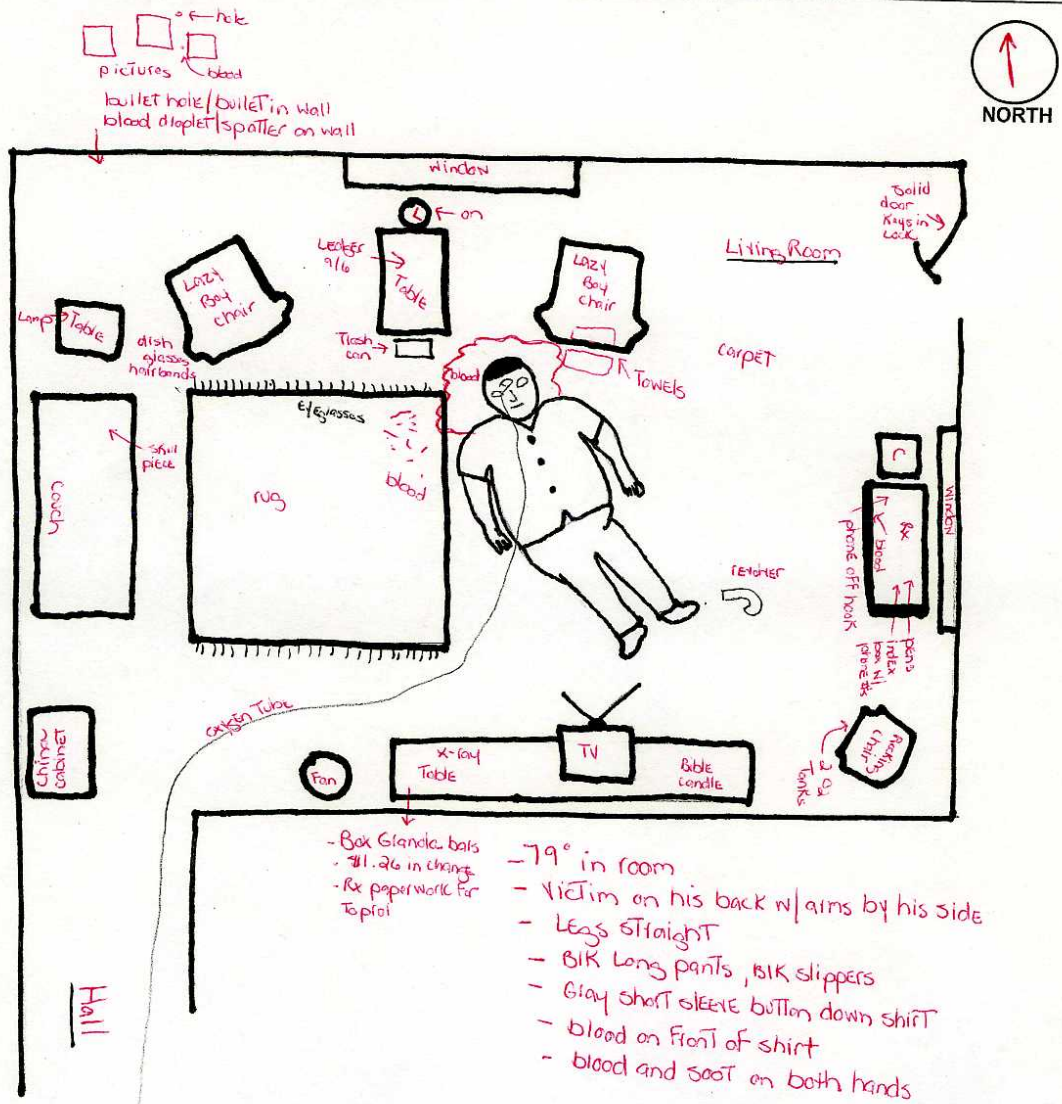 hole
pictures
blood
bullet hole/bullet in wall
blood droplet/spatter on wall
NORTH
Window
Solid
door
Keys in
Lock
L
on
Living Room
Ledger
9/6
Table
Lazy
Boy
chair
Lazy
Boy
chair
Lamp
Table
dish
glasses
hairbands
Trash
can
blood
Towels
carpet
Eyeglasses
blood
skull
piece
couch
rug
revolver
Window
Rx
blood
phone off hook
pens
index
box w/
phone #s
oxygen Tube
china
cabinet
Fan
X-ray
Table
TV
Bible
candle
Rocking
chair
2 O2
Tanks
- Box Granola bars
- $1.26 in change
- Rx paperwork for
Toprol
- 79° in room
- Victim on his back w/arms by his side
- Legs straight
- Blk Long pants, Blk slippers
- Gray short sleeve button down shirt
- blood on front of shirt
- blood and soot on both hands
Hall